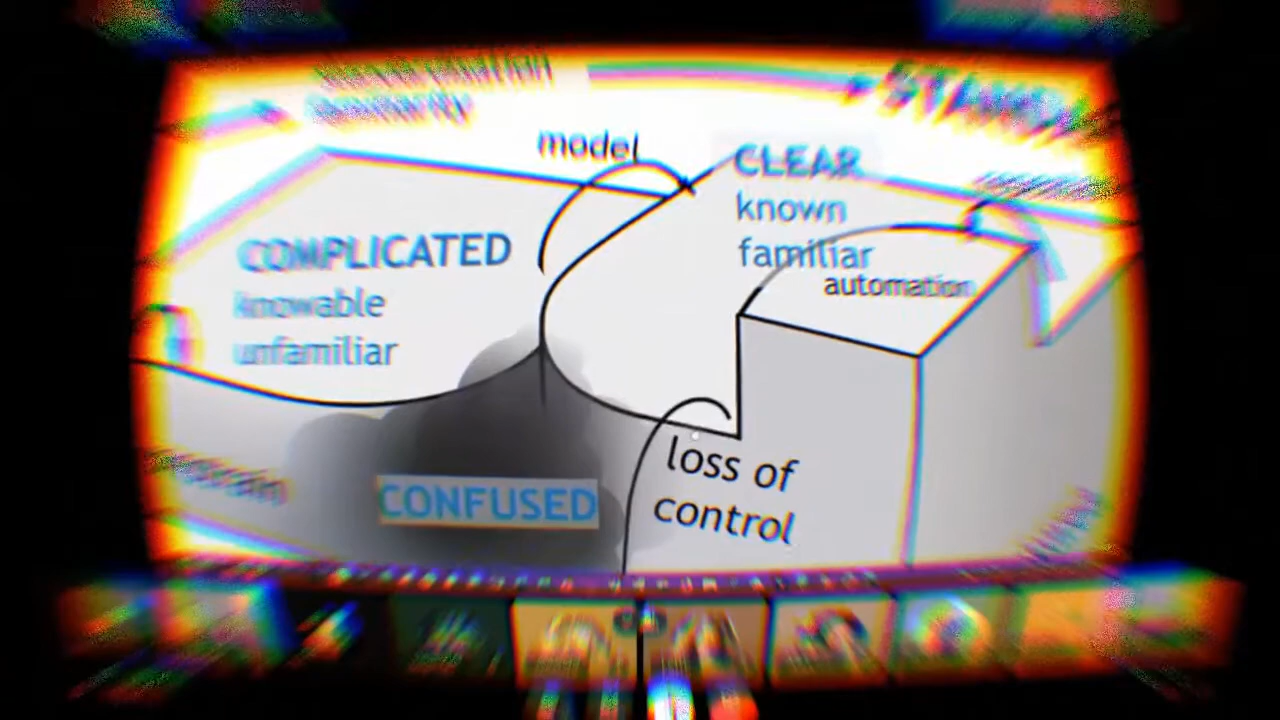 model
CLEAR
known
familiar
automation
COMPLICATED
knowable
unfamiliar
CONFUSED
loss of
control